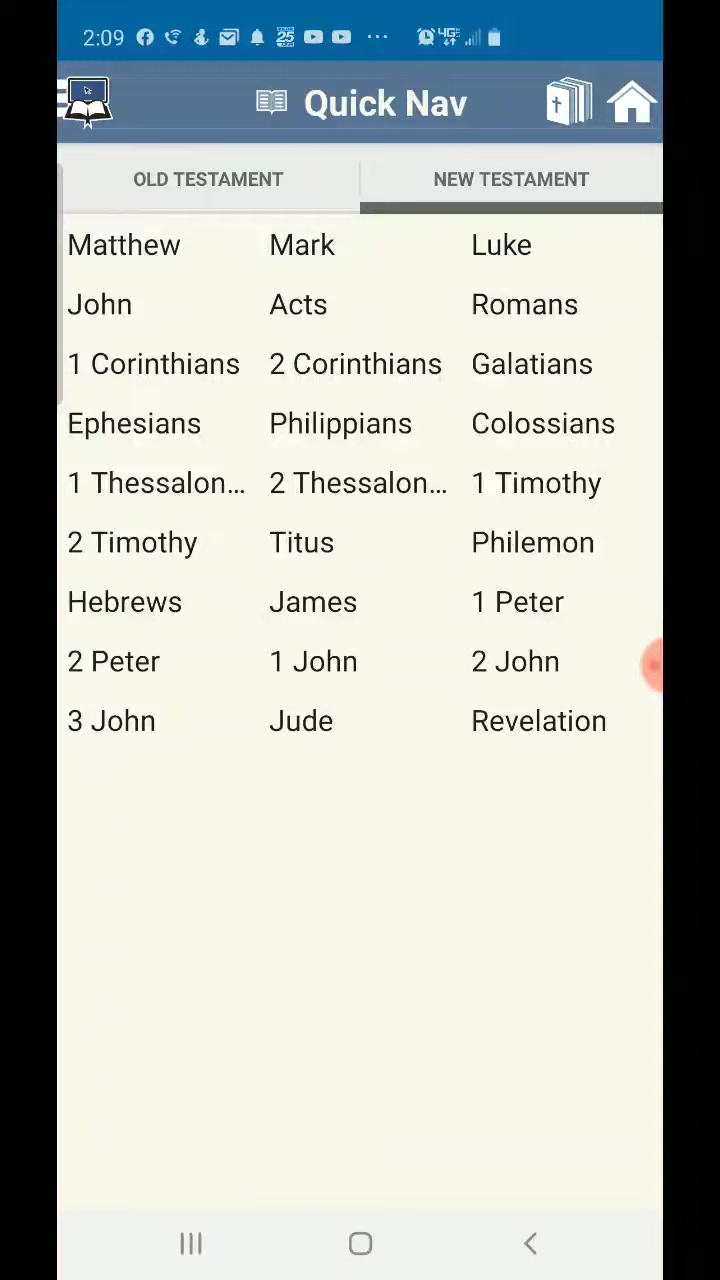 2:09 25 ... 4GE
Quick Nav
OLD TESTAMENT NEW TESTAMENT
Matthew Mark Luke
John Acts Romans
1 Corinthians 2 Corinthians Galatians
Ephesians Philippians Colossians
1 Thessalon... 2 Thessalon... 1 Timothy
2 Timothy Titus Philemon
Hebrews James 1 Peter
2 Peter 1 John 2 John
3 John Jude Revelation